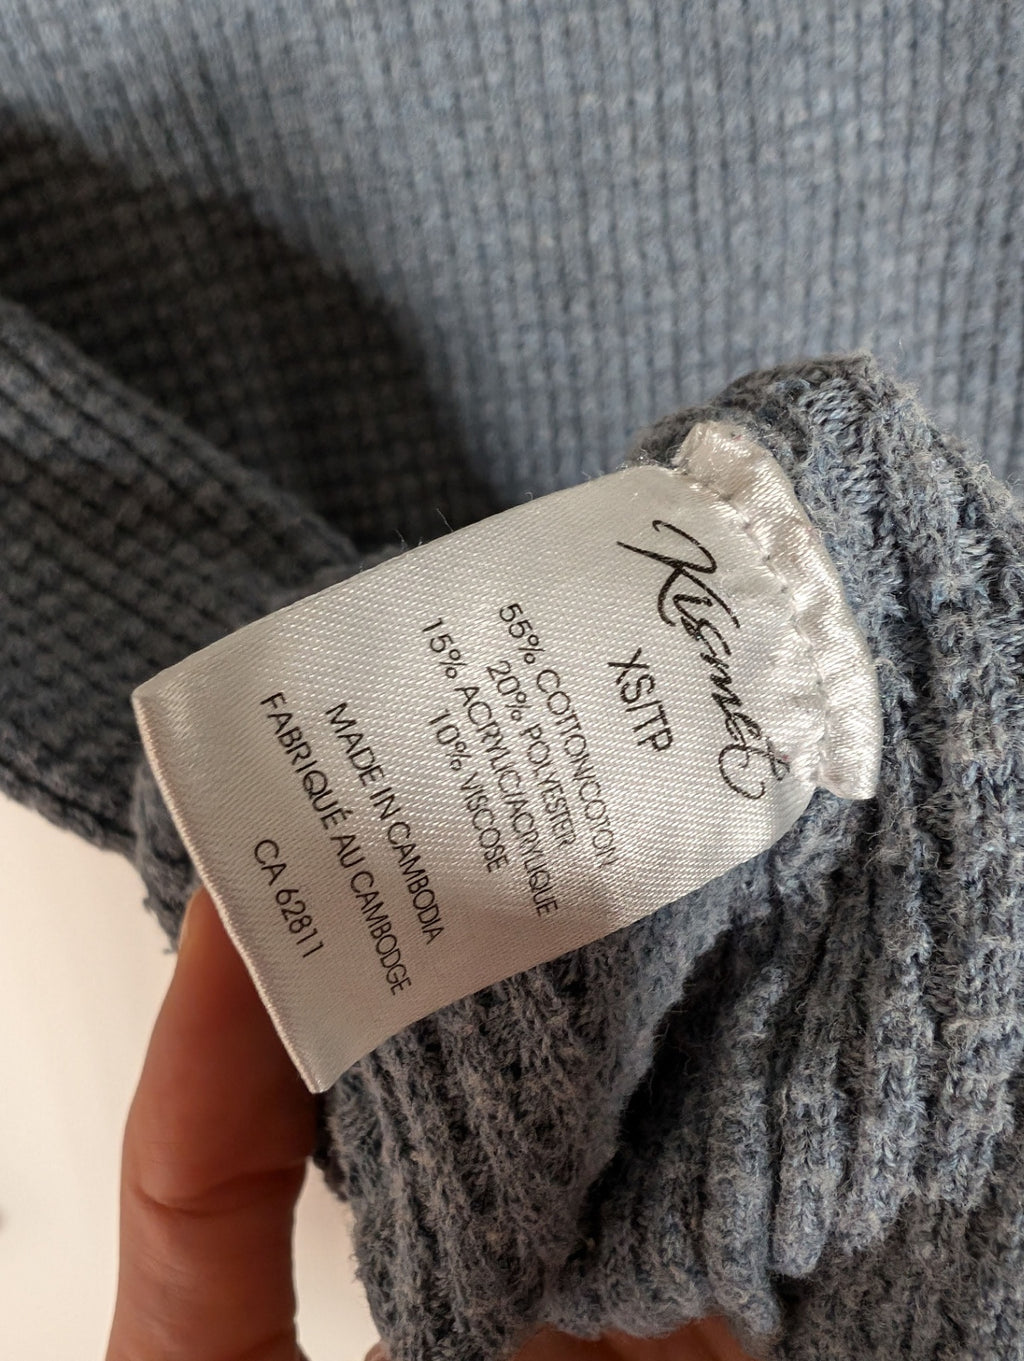 Kismet
XS/TP
55% COTTON/COTON
20% POLYESTER
15% ACRYLIC/ACRYLIQUE
10% VISCOSE
MADE IN CAMBODIA
FABRIQUÉ AU CAMBODGE
CA 62811